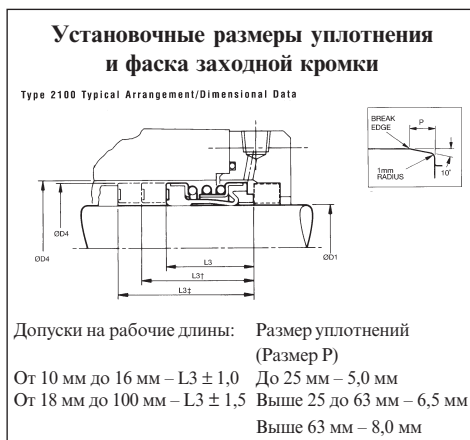 Установочные размеры уплотнения
и фаска заходной кромки
Type 2100 Typical Arrangement/Dimensional Data
BREAK
EDGE
P
1mm
RADIUS
10°
ØD4
ØD4
ØD1
L3
L3†
L3‡
Допуски на рабочие длины:
От 10 мм до 16 мм – L3 ± 1,0
От 18 мм до 100 мм – L3 ± 1,5
Размер уплотнений
(Размер P)
До 25 мм – 5,0 мм
Выше 25 до 63 мм – 6,5 мм
Выше 63 мм – 8,0 мм